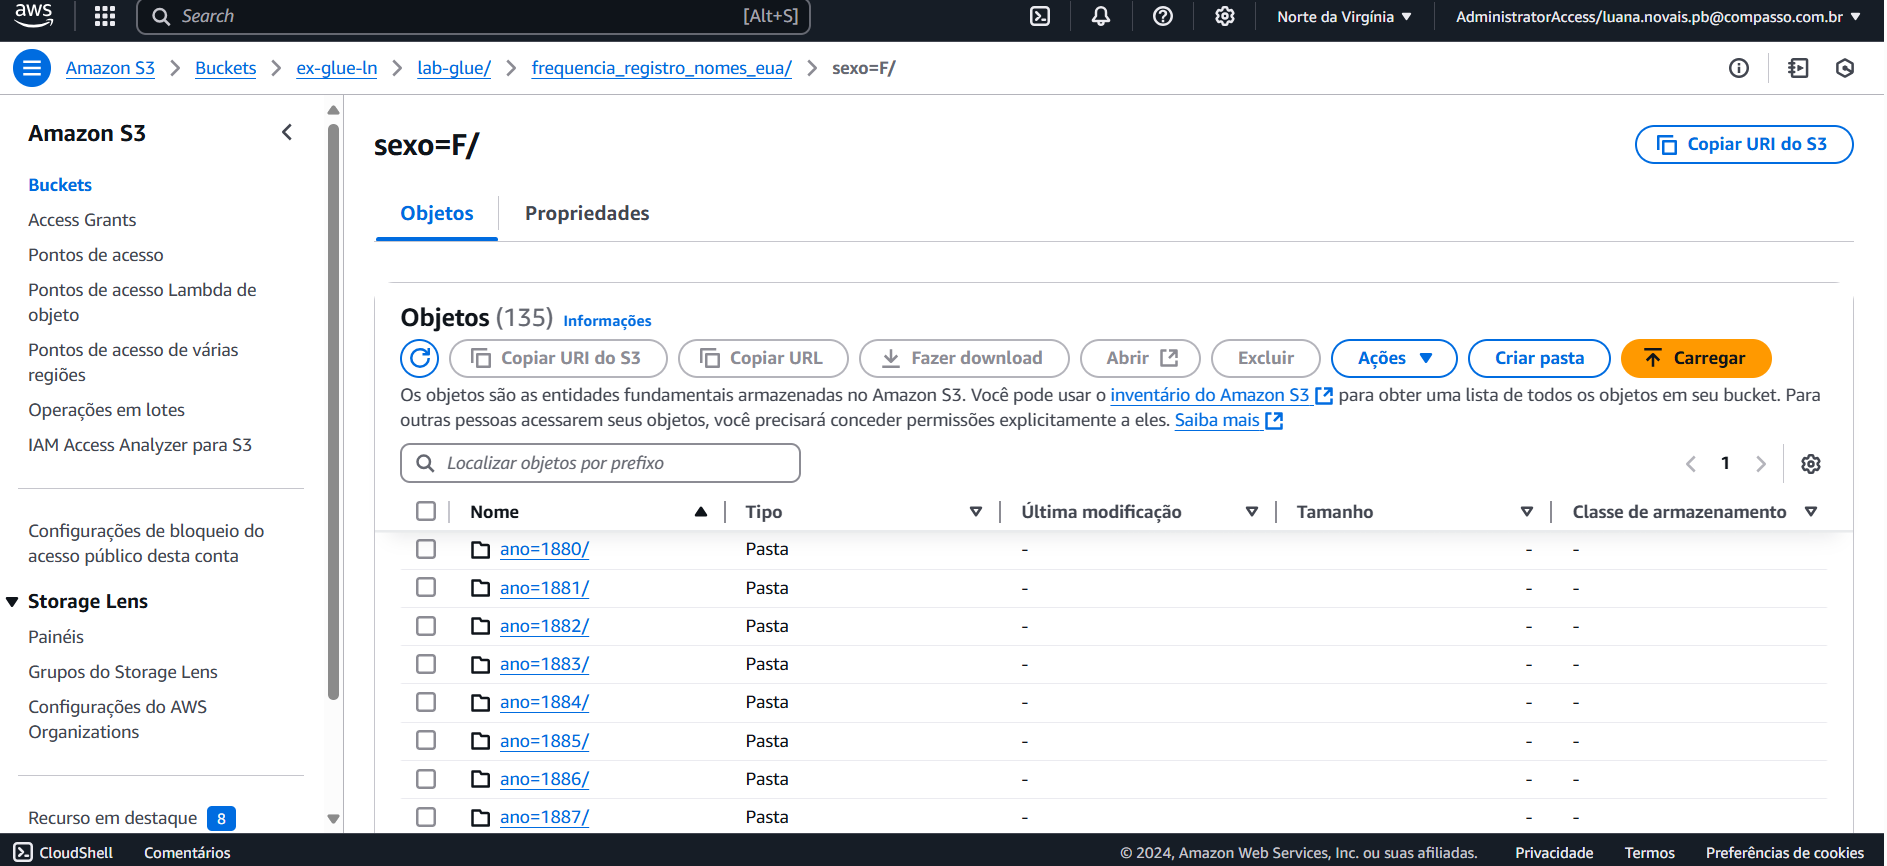 aws
Search [Alt+S] Norte da Virgínia AdministratorAccess/luana.novais.pb@compasso.com.br
Amazon S3 Buckets ex-glue-ln lab-glue/ frequencia_registro_nomes_eua/ sexo=F/
Amazon S3
Buckets
Access Grants
Pontos de acesso
Pontos de acesso Lambda de
objeto
Pontos de acesso de várias
regiões
Operações em lotes
IAM Access Analyzer para S3
Configurações de bloqueio do
acesso público desta conta
Storage Lens
Painéis
Grupos do Storage Lens
Configurações do AWS
Organizations
Recurso em destaque 8
sexo=F/
Copiar URI do S3
Objetos Propriedades
Objetos (135) Informações
Copiar URI do S3 Copiar URL Fazer download Abrir Excluir Ações Criar pasta Carregar
Os objetos são as entidades fundamentais armazenadas no Amazon S3. Você pode usar o inventário do Amazon S3 para obter uma lista de todos os objetos em seu bucket. Para
outras pessoas acessarem seus objetos, você precisará conceder permissões explicitamente a eles. Saiba mais
Localizar objetos por prefixo 1
Nome Tipo Última modificação Tamanho Classe de armazenamento
ano=1880/ Pasta - - -
ano=1881/ Pasta - - -
ano=1882/ Pasta - - -
ano=1883/ Pasta - - -
ano=1884/ Pasta - - -
ano=1885/ Pasta - - -
ano=1886/ Pasta - - -
ano=1887/ Pasta - - -
CloudShell Comentários © 2024, Amazon Web Services, Inc. ou suas afiliadas. Privacidade Termos Preferências de cookies